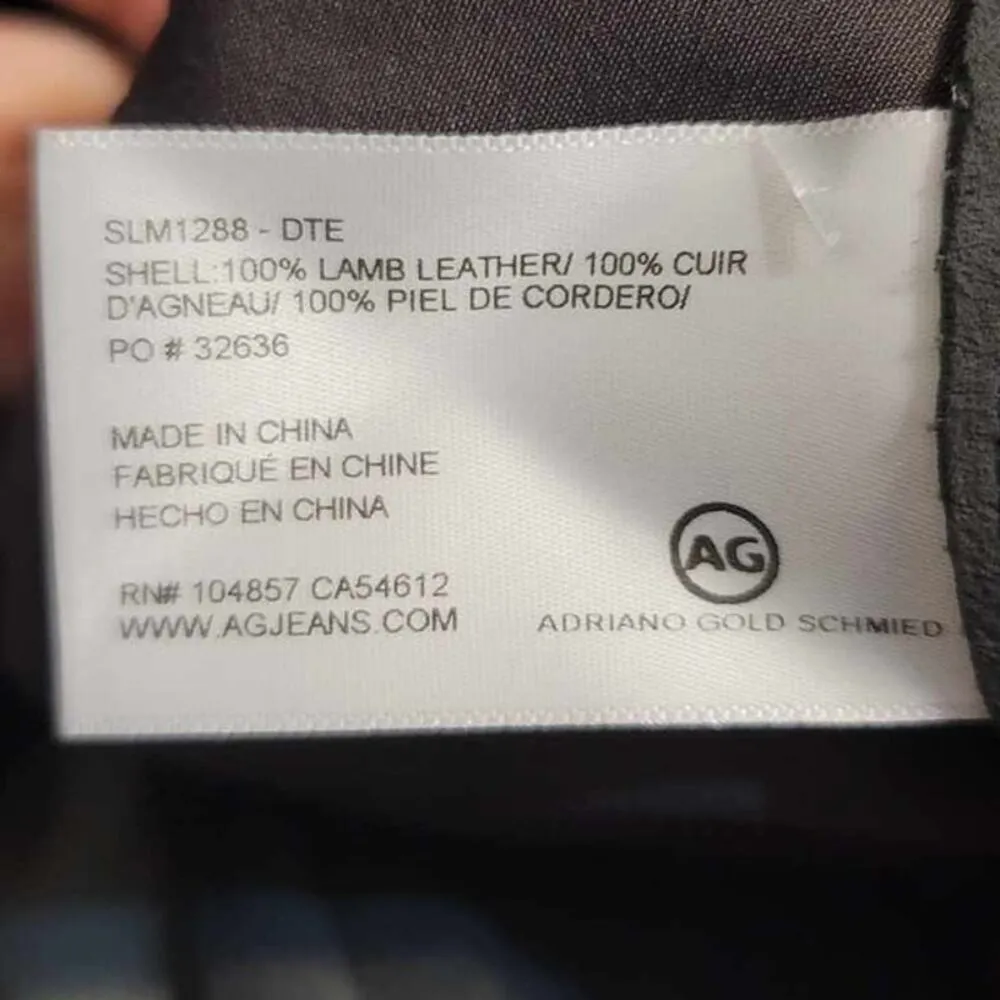 SLM1288 - DTE
SHELL:100% LAMB LEATHER/ 100% CUIR
D'AGNEAU/ 100% PIEL DE CORDERO/
PO # 32636
MADE IN CHINA
FABRIQUÉ EN CHINE
HECHO EN CHINA
RN# 104857 CA54612
WWW.AGJEANS.COM
AG
ADRIANO GOLD SCHMIED